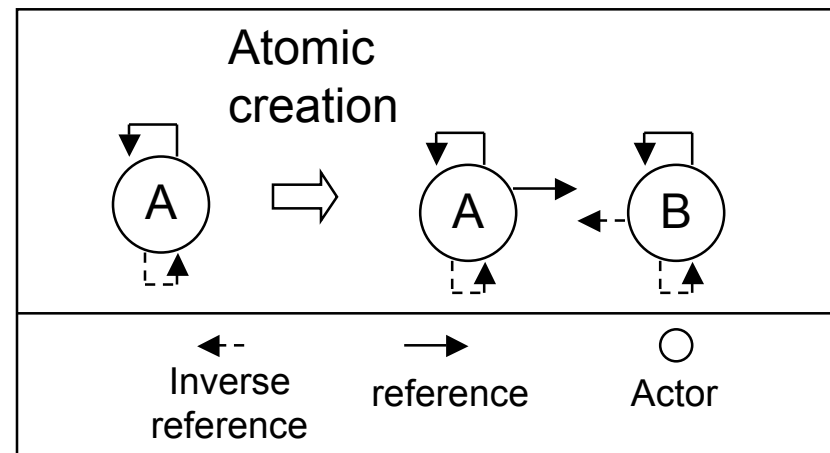 Atomic
creation
A
A
B
Inverse
reference
reference
Actor